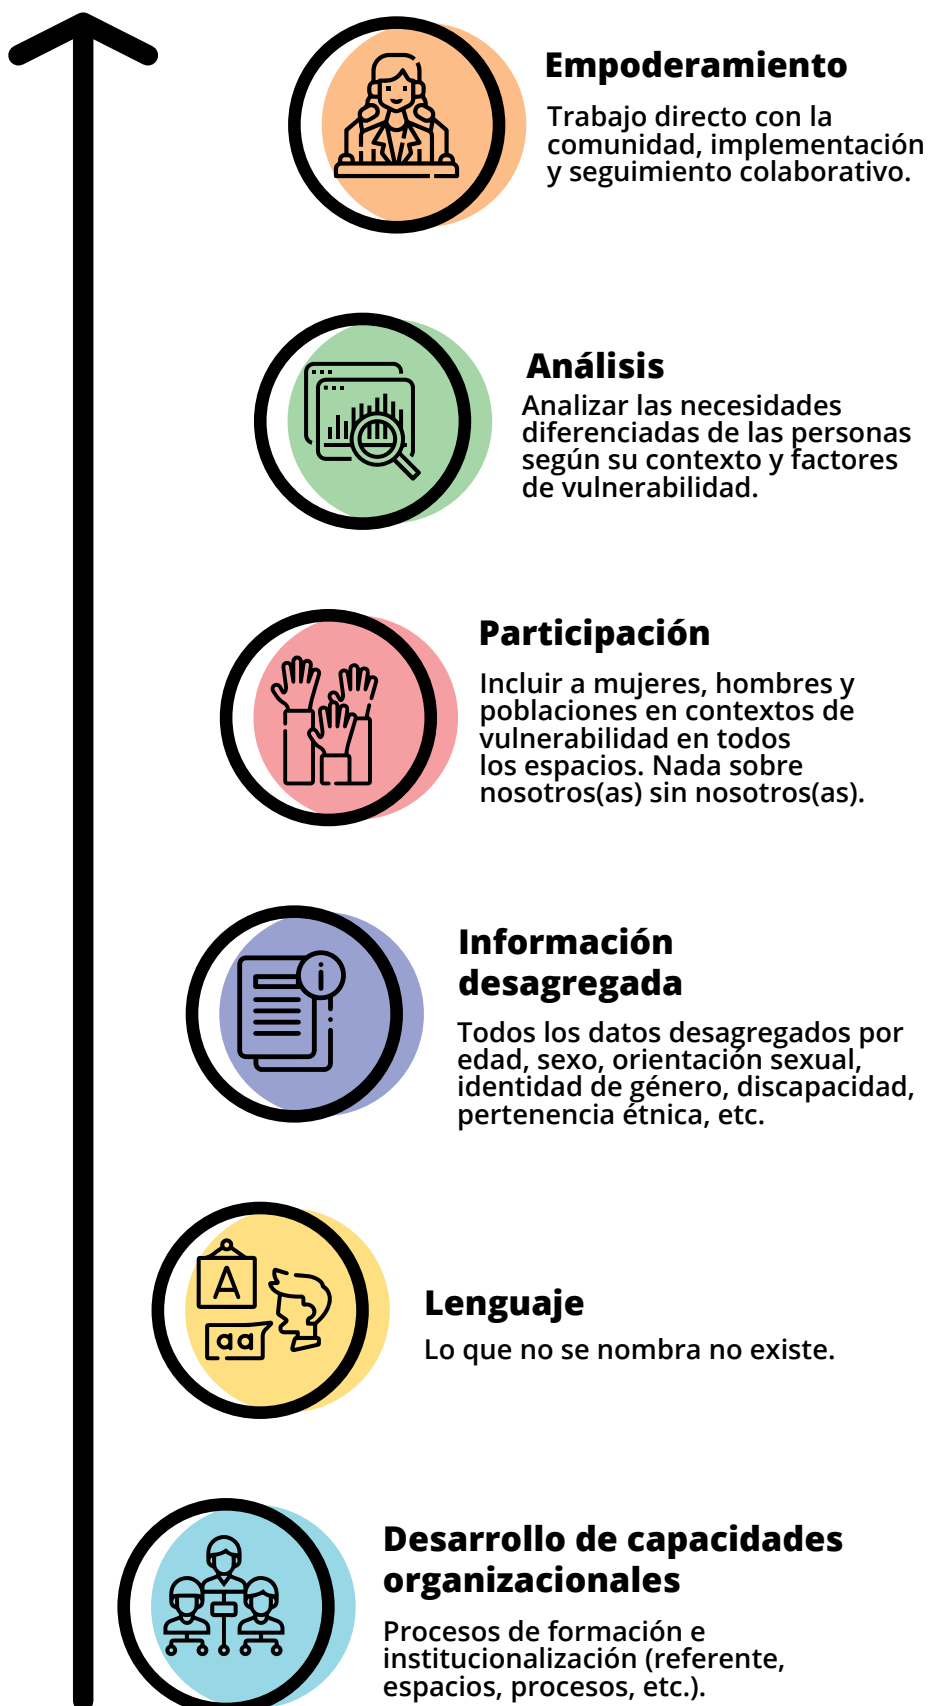 Empoderamiento
Trabajo directo con la
comunidad, implementación
y seguimiento colaborativo.
Análisis
Analizar las necesidades
diferenciadas de las personas
según su contexto y factores
de vulnerabilidad.
Participación
Incluir a mujeres, hombres y
poblaciones en contextos de
vulnerabilidad en todos
los espacios. Nada sobre
nosotros(as) sin nosotros(as).
Información
desagregada
Todos los datos desagregados por
edad, sexo, orientación sexual,
identidad de género, discapacidad,
pertenencia étnica, etc.
A
aa
Lenguaje
Lo que no se nombra no existe.
Desarrollo de capacidades
organizacionales
Procesos de formación e
institucionalización (referente,
espacios, procesos, etc.).